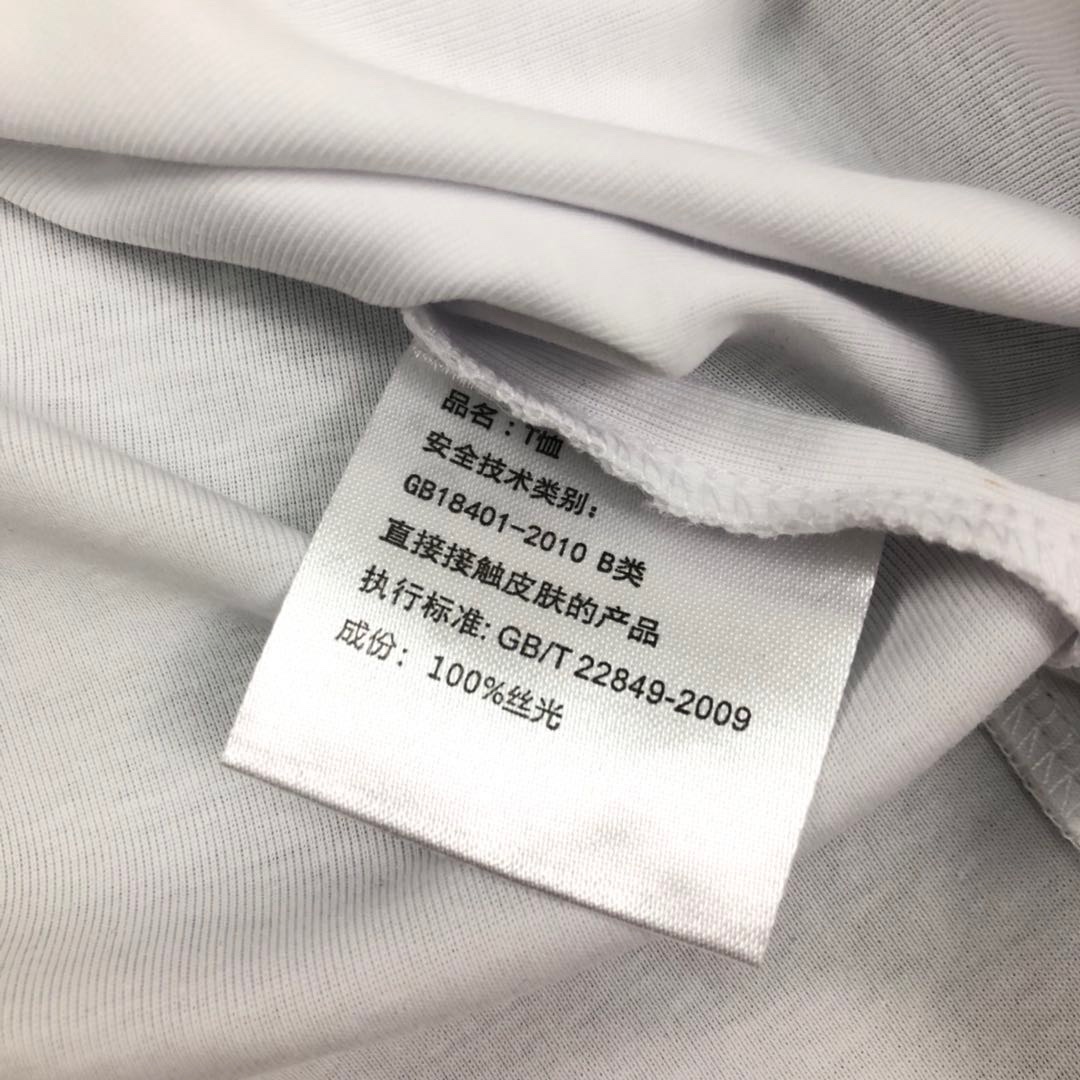 品名：T恤
安全技术类别：
GB18401-2010 B类
直接接触皮肤的产品
执行标准: GB/T 22849-2009
成份： 100%丝光